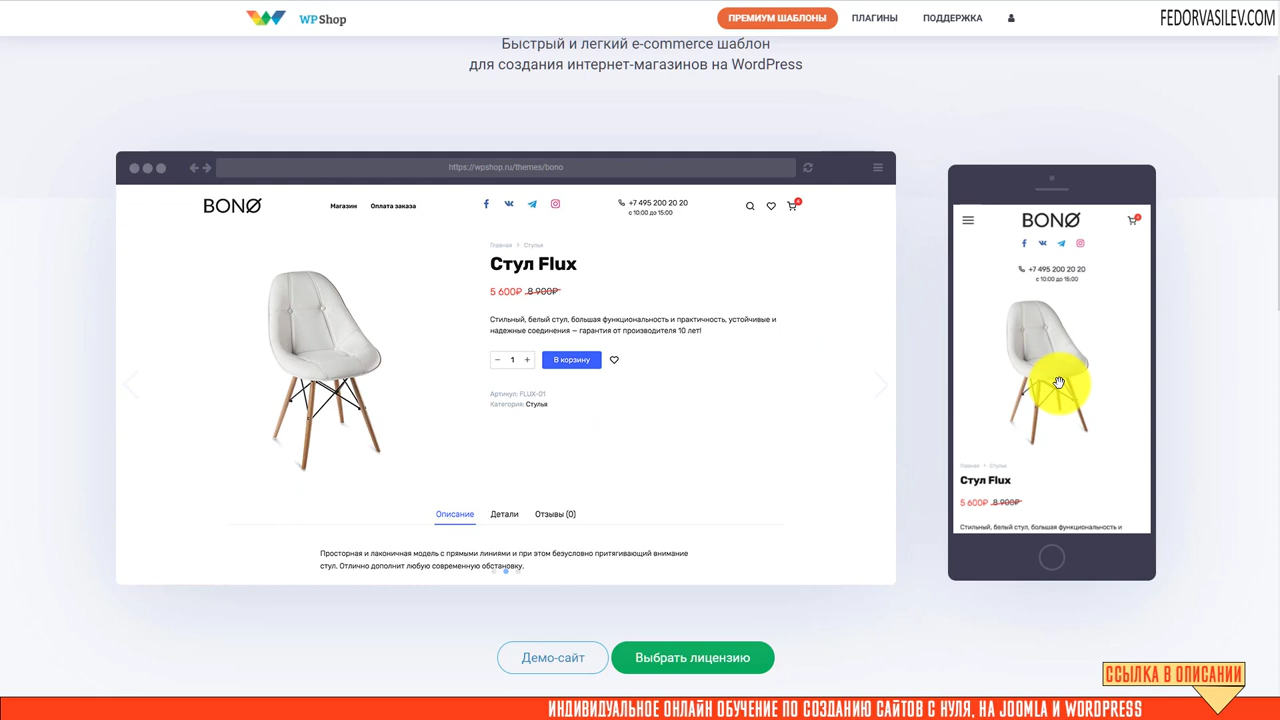 WPShop
ПРЕМИУМ ШАБЛОНЫ
ПЛАГИНЫ
ПОДДЕРЖКА
FEDORVASILEV.COM
Быстрый и легкий e-commerce шаблон
для создания интернет-магазинов на WordPress
https://wpshop.ru/themes/bono
BONØ
Магазин
Оплата заказа
+7 495 200 20 20
с 10:00 до 15:00
0
Главная > Стулья
Стул Flux
5 600₽ 8 900₽
Стильный, белый стул, большая функциональность и практичность, устойчивые и
надежные соединения — гарантия от производителя 10 лет!
− 1 +
В корзину
Артикул: FLUX-01
Категория: Стулья
Описание
Детали
Отзывы (0)
Просторная и лаконичная модель с прямыми линиями и при этом безусловно притягивающий внимание
стул. Отлично дополнит любую современную обстановку.
BONØ
0
+7 495 200 20 20
с 10:00 до 15:00
Главная > Стулья
Стул Flux
5 600₽ 8 900₽
Стильный, белый стул, большая функциональность и
Демо-сайт
Выбрать лицензию
ССЫЛКА В ОПИСАНИИ
ИНДИВИДУАЛЬНОЕ ОНЛАЙН ОБУЧЕНИЕ ПО СОЗДАНИЮ САЙТОВ С НУЛЯ, НА JOOMLA И WORDPRESS